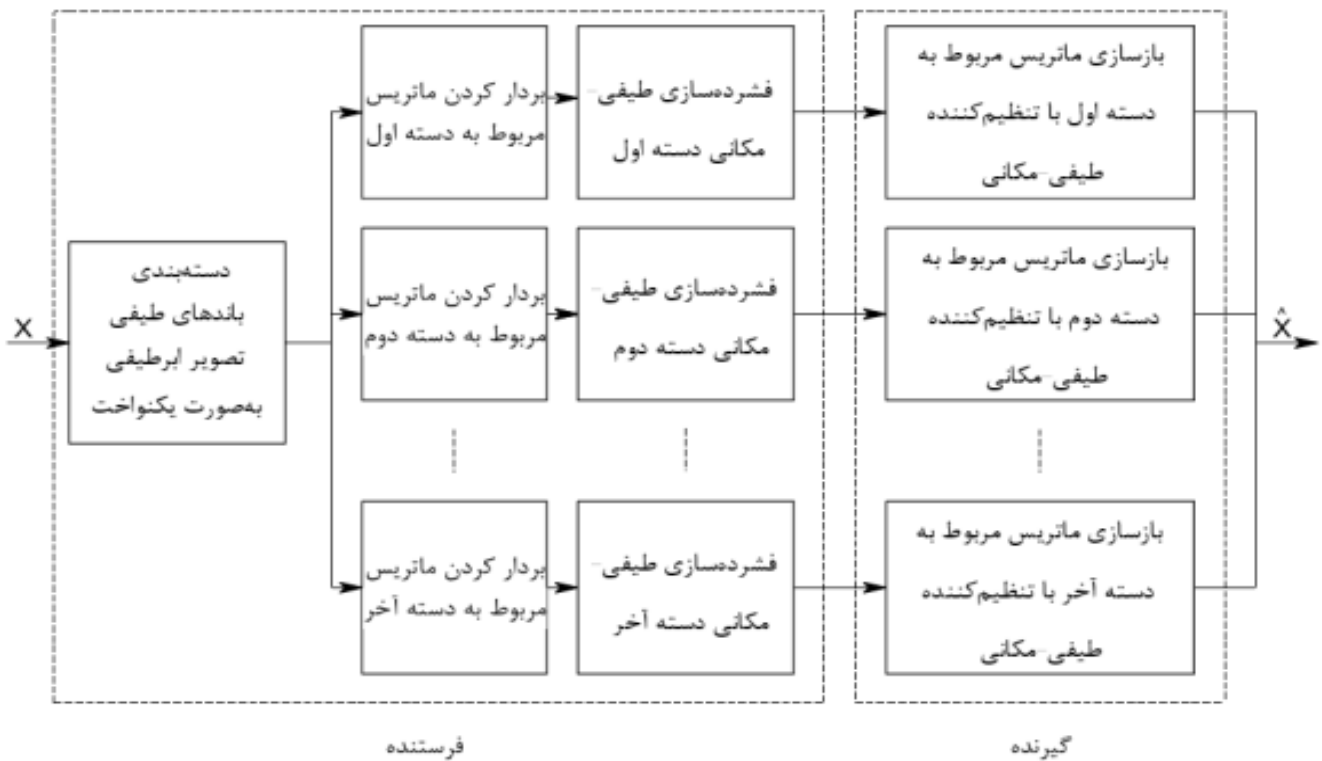 X
دسته‌بندی
باندهای طیفی
تصویر ابرطیفی
به‌صورت یکنواخت
بردار کردن ماتریس
مربوط به دسته اول
فشرده‌سازی طیفی-
مکانی دسته اول
بازسازی ماتریس مربوط به
دسته اول با تنظیم‌کننده
طیفی-مکانی
بردار کردن ماتریس
مربوط به دسته دوم
فشرده‌سازی طیفی-
مکانی دسته دوم
بازسازی ماتریس مربوط به
دسته دوم با تنظیم‌کننده
طیفی-مکانی
بردار کردن ماتریس
مربوط به دسته آخر
فشرده‌سازی طیفی-
مکانی دسته آخر
بازسازی ماتریس مربوط به
دسته آخر با تنظیم‌کننده
طیفی-مکانی
X̂
فرستنده
گیرنده